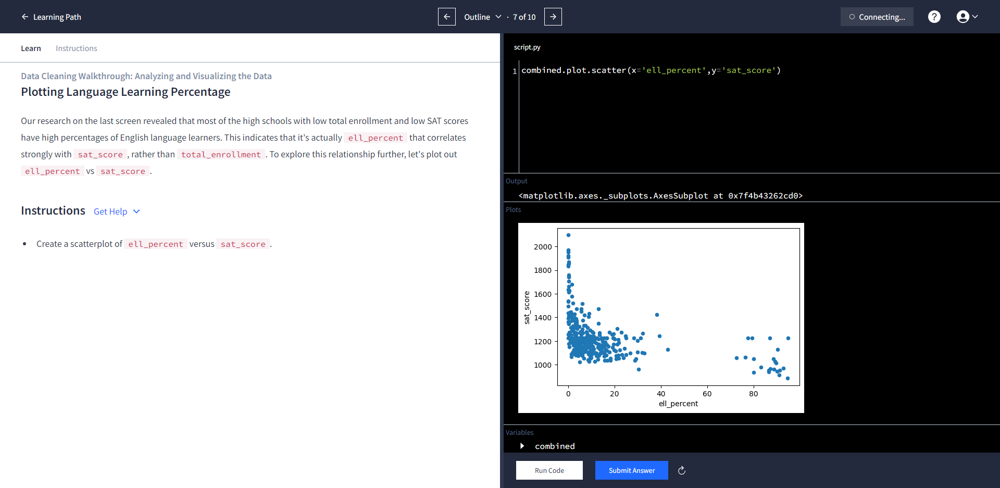 Learning Path
Outline · 7 of 10
Connecting...
?
Learn Instructions
Data Cleaning Walkthrough: Analyzing and Visualizing the Data
Plotting Language Learning Percentage
Our research on the last screen revealed that most of the high schools with low total enrollment and low SAT scores
have high percentages of English language learners. This indicates that it's actually ell_percent that correlates
strongly with sat_score , rather than total_enrollment . To explore this relationship further, let's plot out
ell_percent vs sat_score .
Instructions Get Help
• Create a scatterplot of ell_percent versus sat_score .
script.py
1 combined.plot.scatter(x='ell_percent',y='sat_score')
Output
<matplotlib.axes._subplots.AxesSubplot at 0x7f4b43262cd0>
Plots
2000
1800
1600
1400
1200
1000
sat_score
0 20 40 60 80
ell_percent
Variables
combined
Run Code Submit Answer